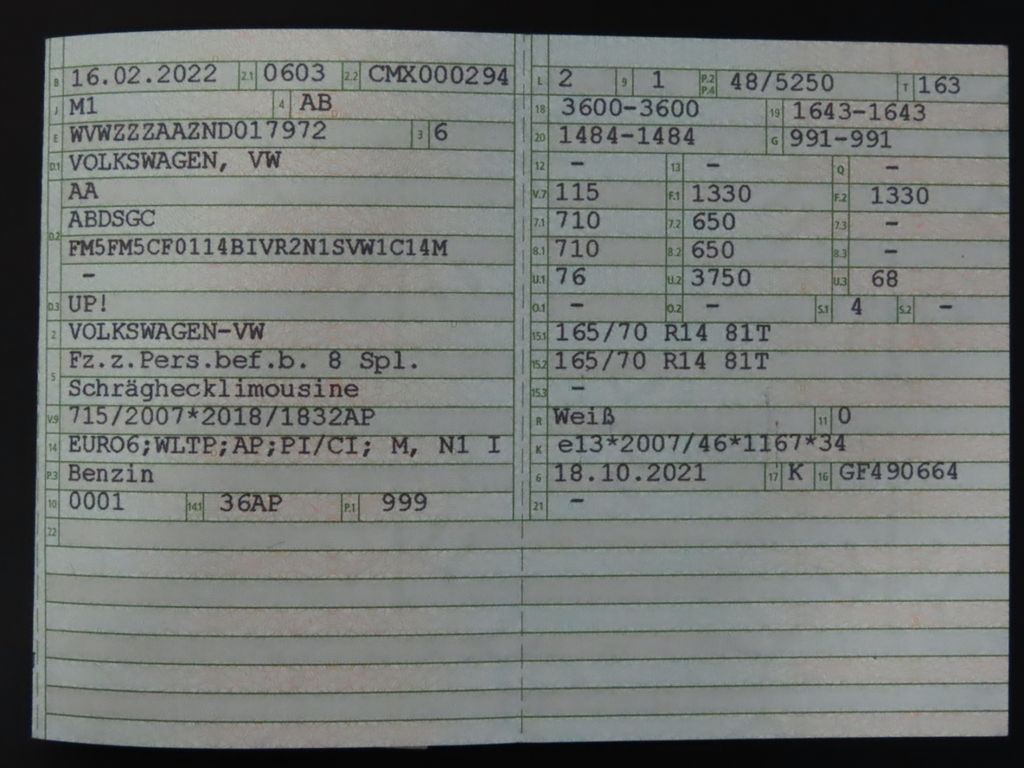 B 16.02.2022 2.1 0603 2.2 CMX000294
J M1 4 AB
E WVWZZZAAZND017972 3 6
D.1 VOLKSWAGEN, VW
AA
D.2 ABDSGC
FM5FM5CF0114BIVR2N1SVW1C14M
–
D.3 UP!
2 VOLKSWAGEN-VW
5 Fz.z.Pers.bef.b. 8 Spl.
Schräghecklimousine
V.9 715/2007*2018/1832AP
14 EURO6;WLTP;AP;PI/CI; M, N1 I
P.3 Benzin
10 0001 14.1 36AP P.1 999
22
L 2 9 1 P.2 P.4 48/5250 T 163
18 3600-3600 19 1643-1643
20 1484-1484 G 991-991
12 – 13 – Q –
V.7 115 F.1 1330 F.2 1330
7.1 710 7.2 650 7.3 –
8.1 710 8.2 650 8.3 –
U.1 76 U.2 3750 U.3 68
O.1 – O.2 – S.1 4 S.2 –
15.1 165/70 R14 81T
15.2 165/70 R14 81T
15.3 –
R Weiß 11 0
K e13*2007/46*1167*34
6 18.10.2021 17 K 16 GF490664
21 –